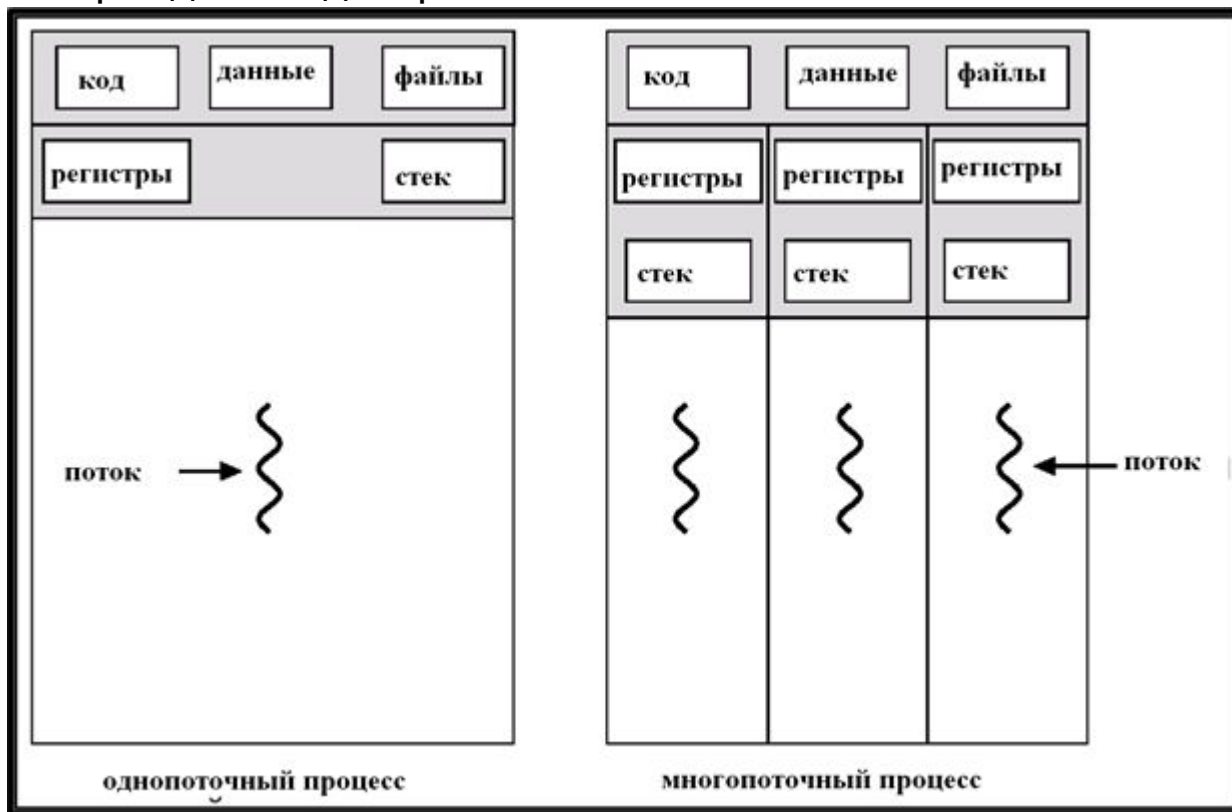 код данные файлы
регистры стек
поток
однопоточный процесс
код данные файлы
регистры регистры регистры
стек стек стек
поток
многопоточный процесс